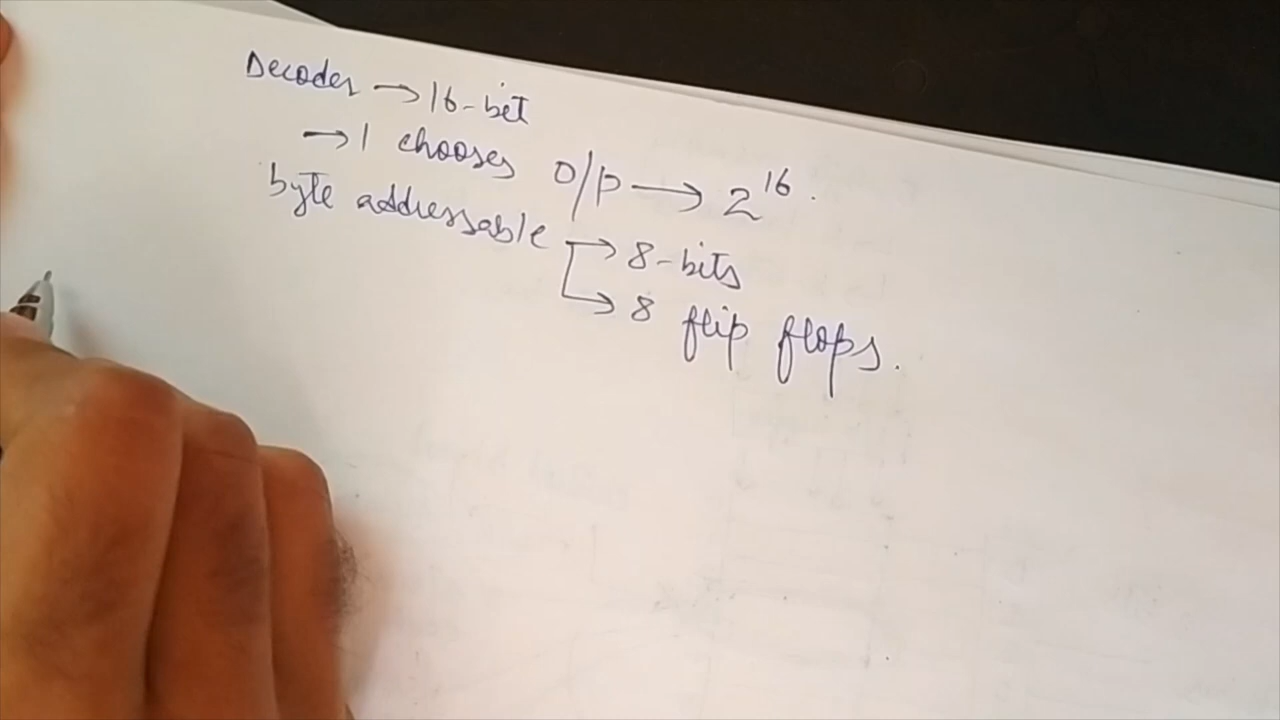 Decoder → 16-bit
→ 1 chooses O/P → 2^16.
byte addressable → 8-bits
→ 8 flip flops.